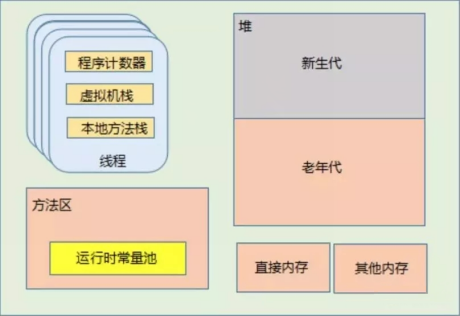 程序计数器
虚拟机栈
本地方法栈
线程
方法区
运行时常量池
堆
新生代
老年代
直接内存
其他内存